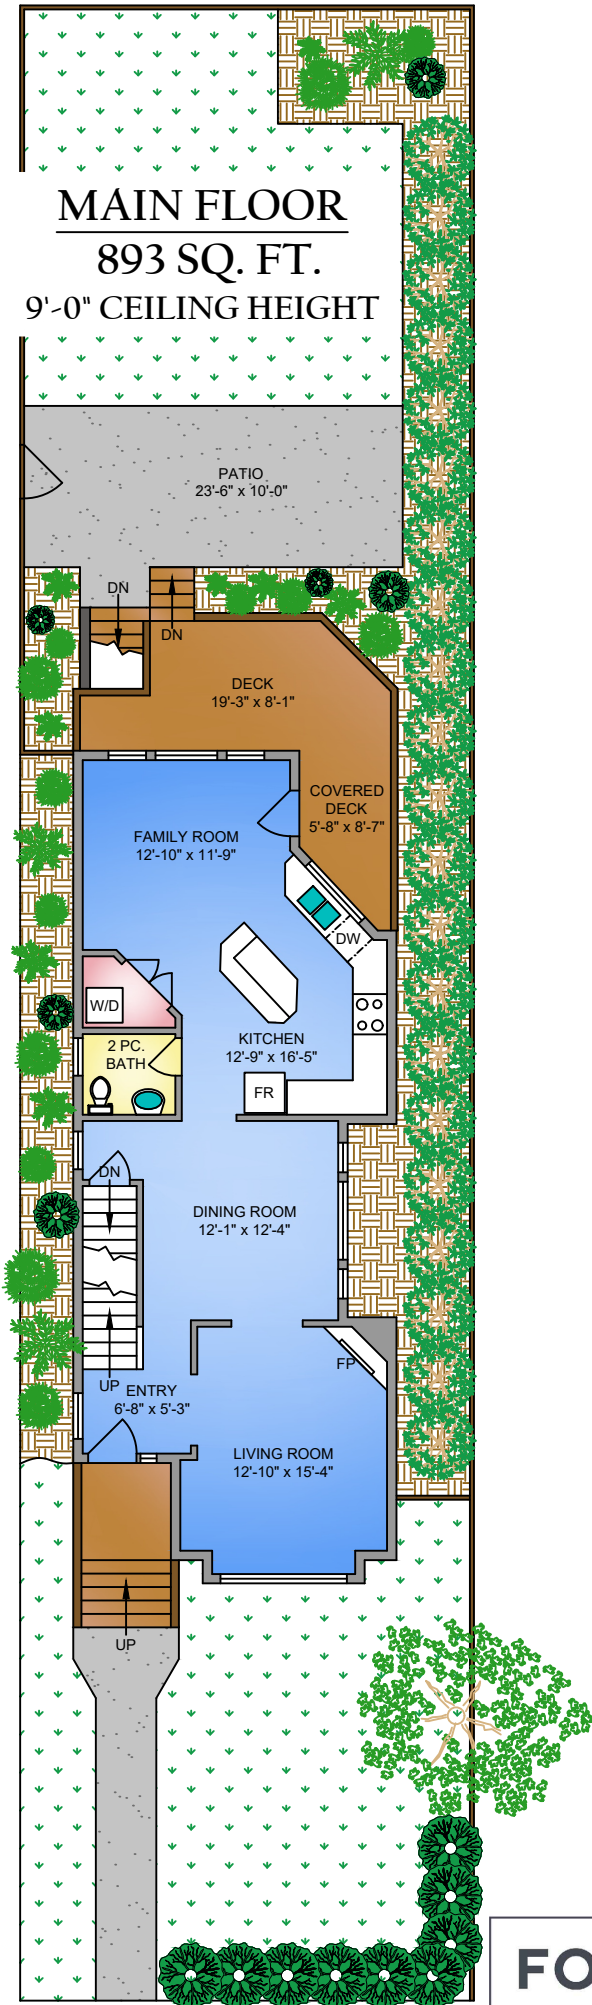 MAIN FLOOR
893 SQ. FT.
9'-0" CEILING HEIGHT
PATIO
23'-6" x 10'-0"
DN
DN
DECK
19'-3" x 8'-1"
COVERED
DECK
5'-8" x 8'-7"
FAMILY ROOM
12'-10" x 11'-9"
DW
W/D
KITCHEN
12'-9" x 16'-5"
2 PC.
BATH
FR
DN
DINING ROOM
12'-1" x 12'-4"
FP
UP
ENTRY
6'-8" x 5'-3"
LIVING ROOM
12'-10" x 15'-4"
UP
FO